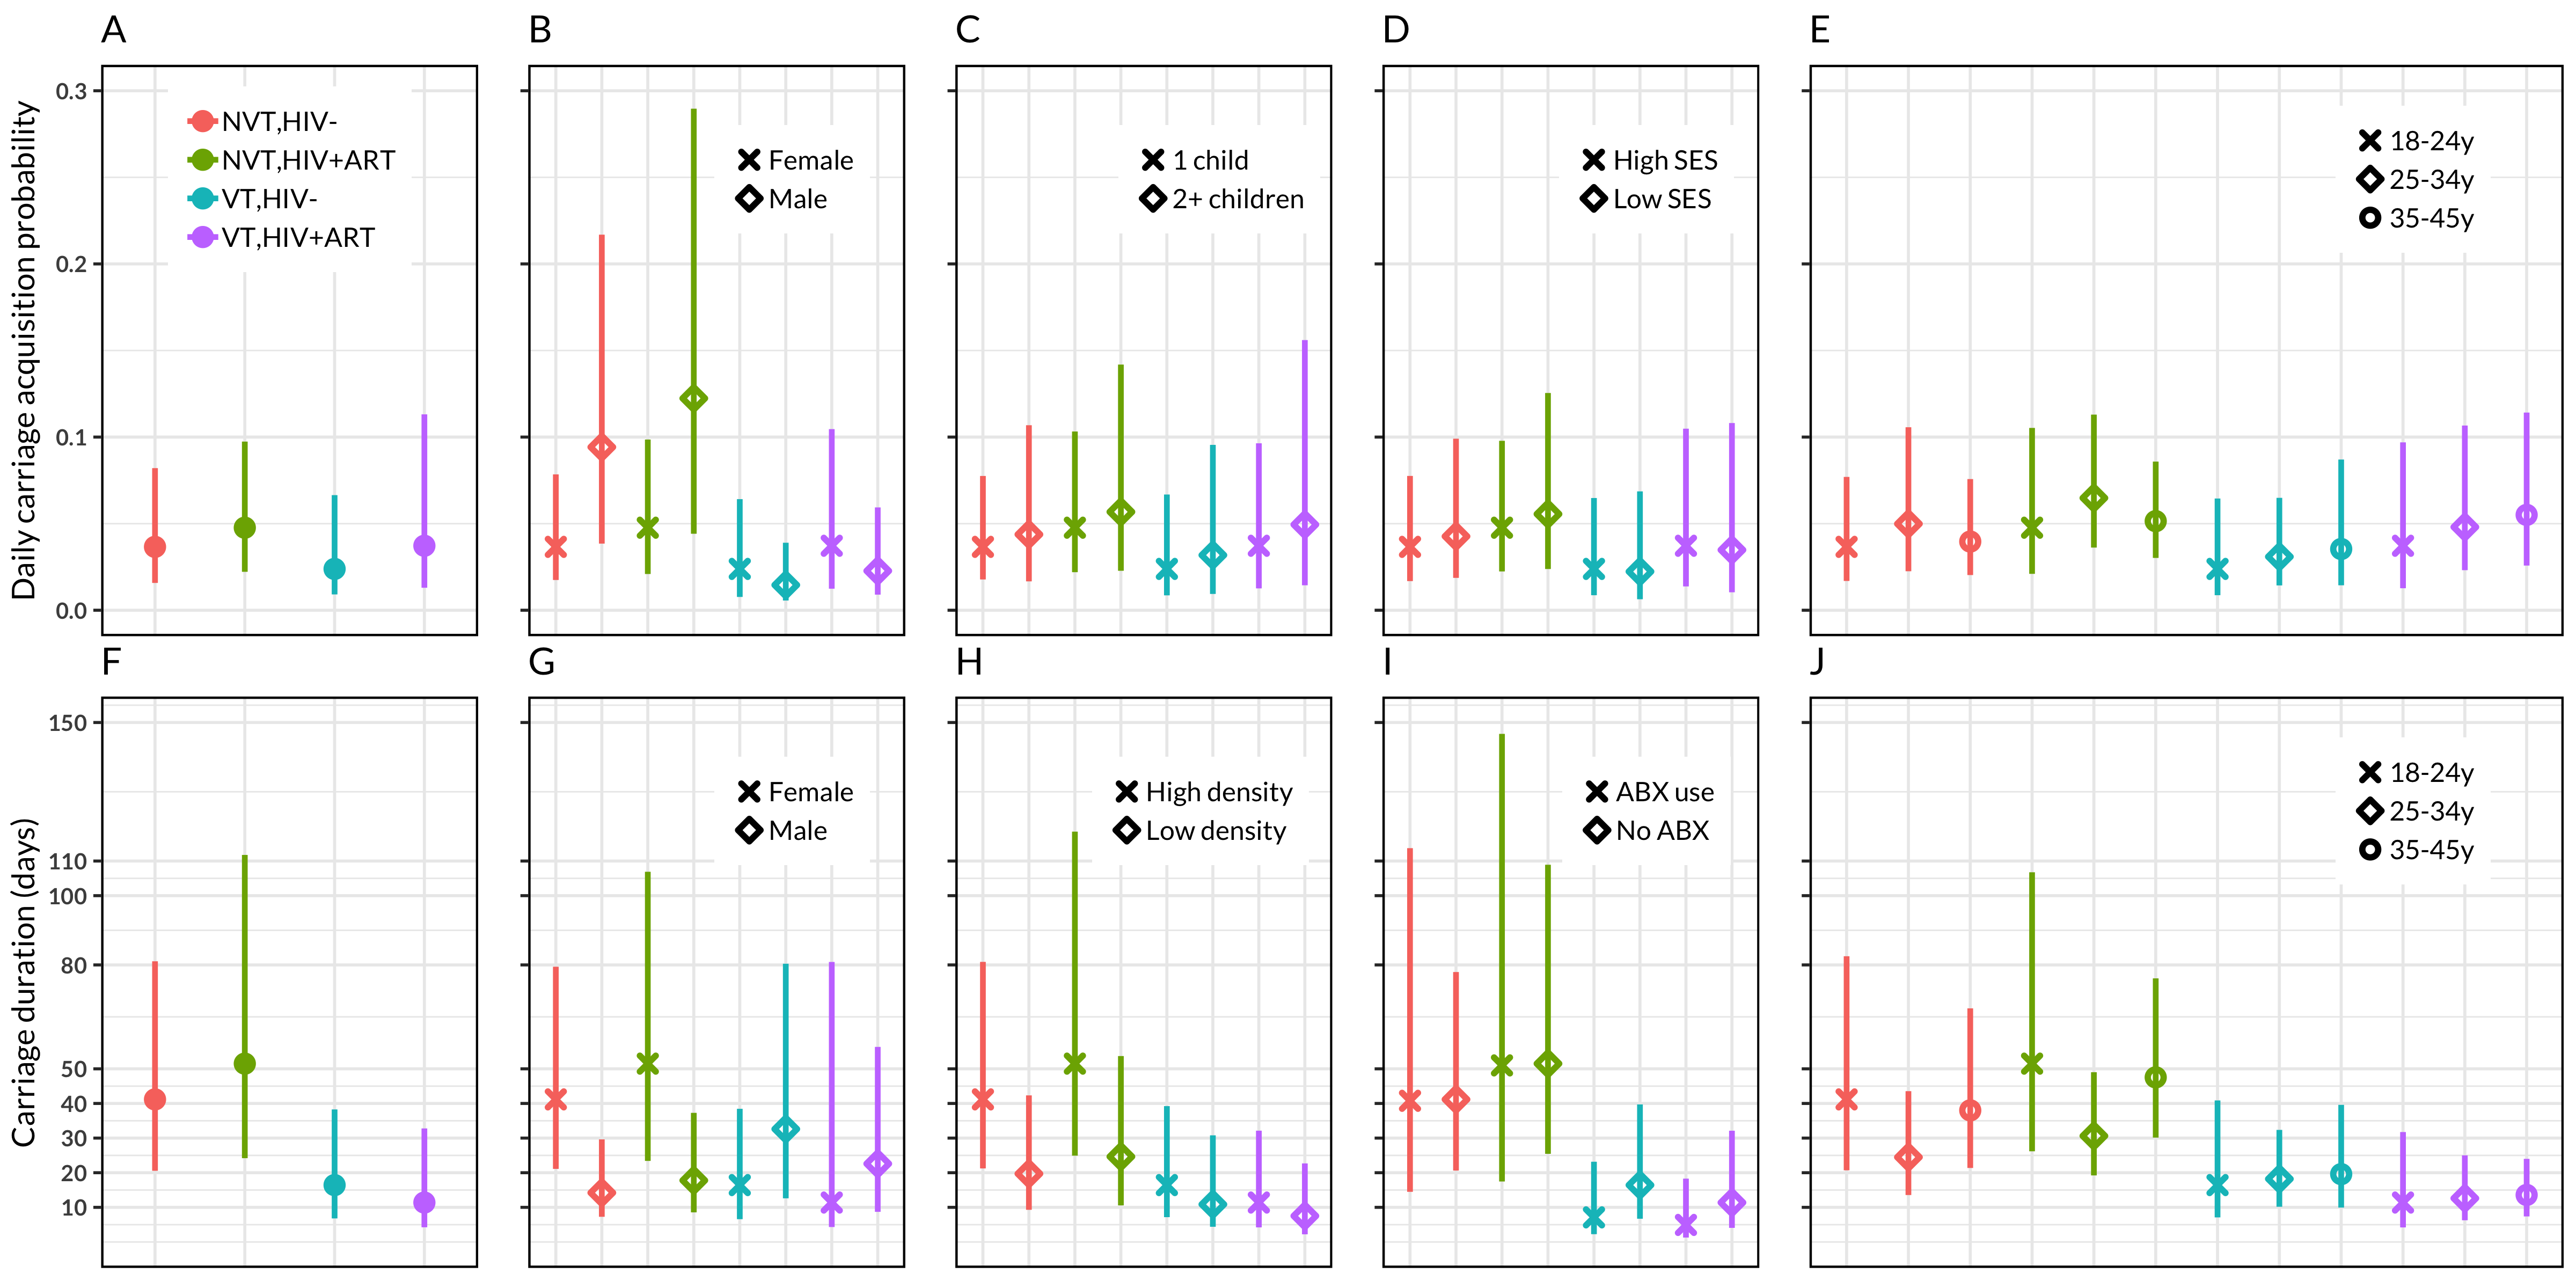 A
B
C
D
E
Daily carriage acquisition probability
0.3
0.2
0.1
0.0
NVT,HIV-
NVT,HIV+ART
VT,HIV-
VT,HIV+ART
Female
Male
1 child
2+ children
High SES
Low SES
18-24y
25-34y
35-45y
F
G
H
I
J
Carriage duration (days)
150
110
100
80
50
40
30
20
10
Female
Male
High density
Low density
ABX use
No ABX
18-24y
25-34y
35-45y